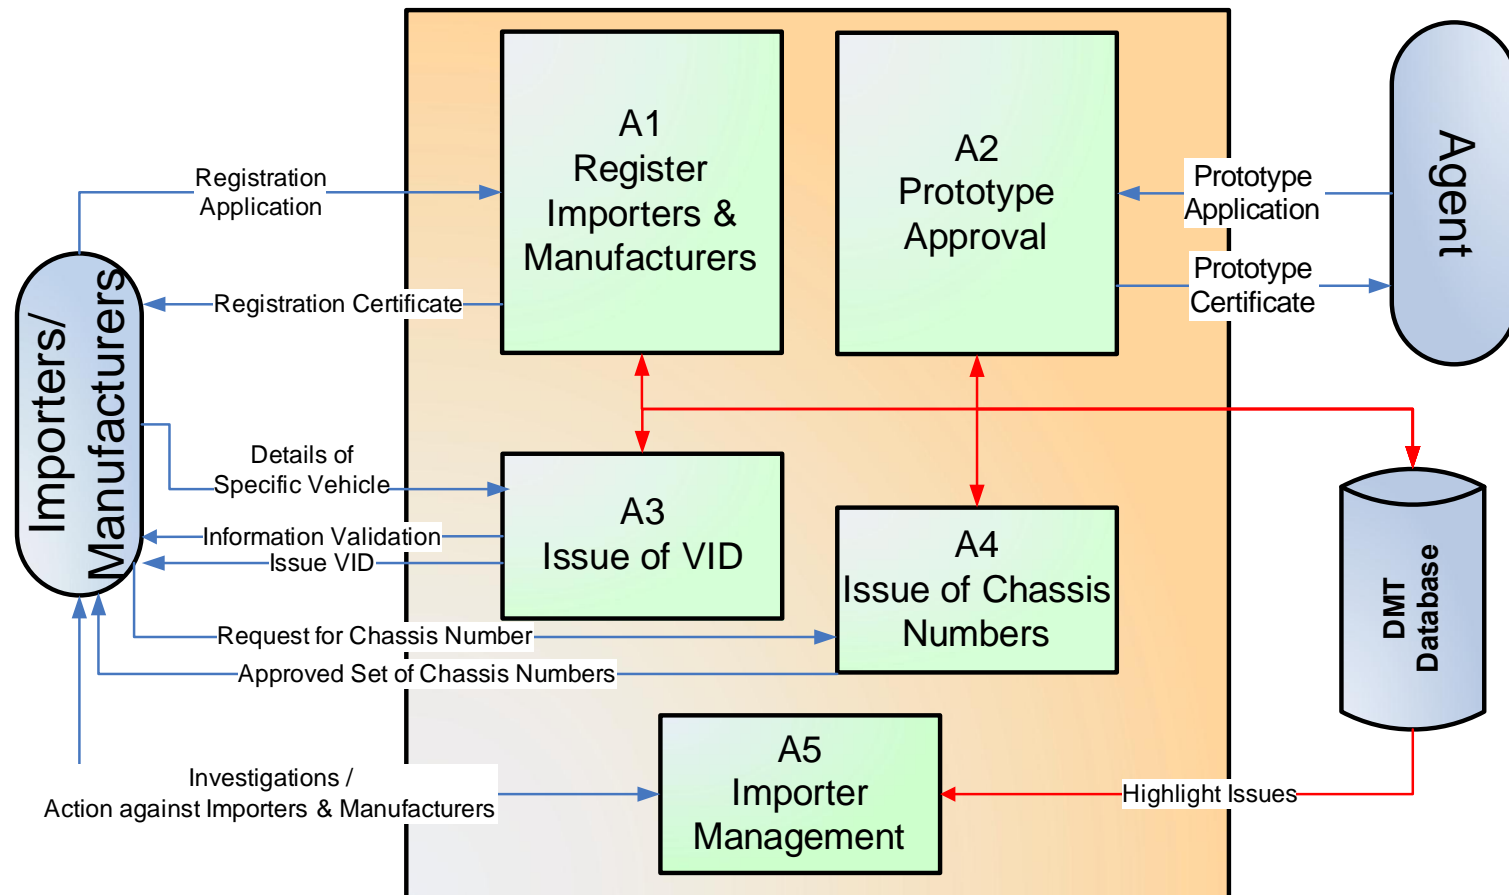 A1
Register
Importers &
Manufacturers
A2
Prototype
Approval
Agent
Registration
Application
Prototype
Application
Prototype
Certificate
Registration Certificate
Importers/
Manufacturers
Details of
Specific Vehicle
A3
Issue of VID
Information Validation
Issue VID
A4
Issue of Chassis
Numbers
DMT
Database
Request for Chassis Number
Approved Set of Chassis Numbers
A5
Importer
Management
Investigations /
Action against Importers & Manufacturers
Highlight Issues